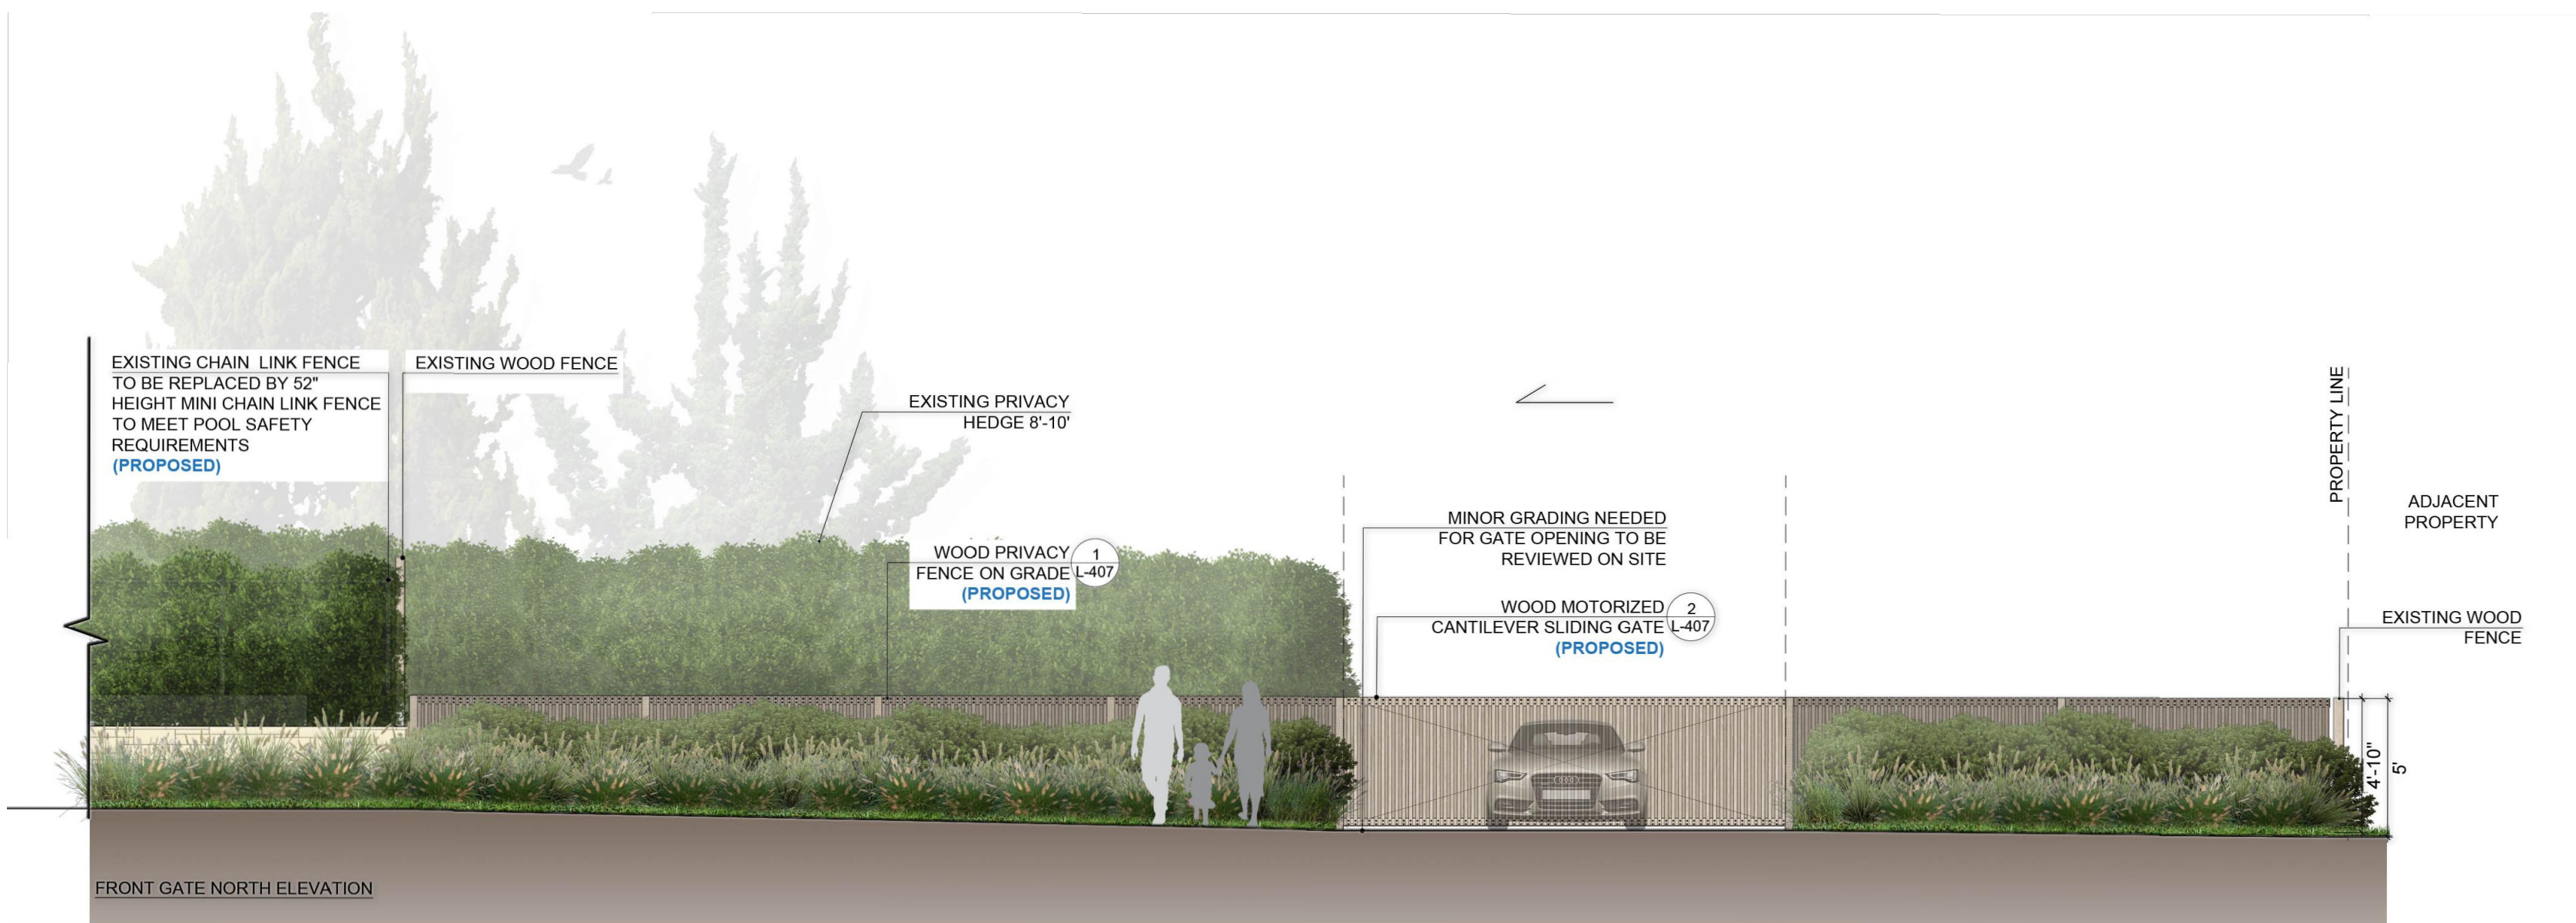 EXISTING CHAIN LINK FENCE
TO BE REPLACED BY 52"
HEIGHT MINI CHAIN LINK FENCE
TO MEET POOL SAFETY
REQUIREMENTS
(PROPOSED)
EXISTING WOOD FENCE
EXISTING PRIVACY
HEDGE 8'-10'
WOOD PRIVACY
FENCE ON GRADE
(PROPOSED)
1
L-407
MINOR GRADING NEEDED
FOR GATE OPENING TO BE
REVIEWED ON SITE
WOOD MOTORIZED
CANTILEVER SLIDING GATE
(PROPOSED)
2
L-407
PROPERTY LINE
ADJACENT
PROPERTY
EXISTING WOOD
FENCE
4'-10"
5'
FRONT GATE NORTH ELEVATION